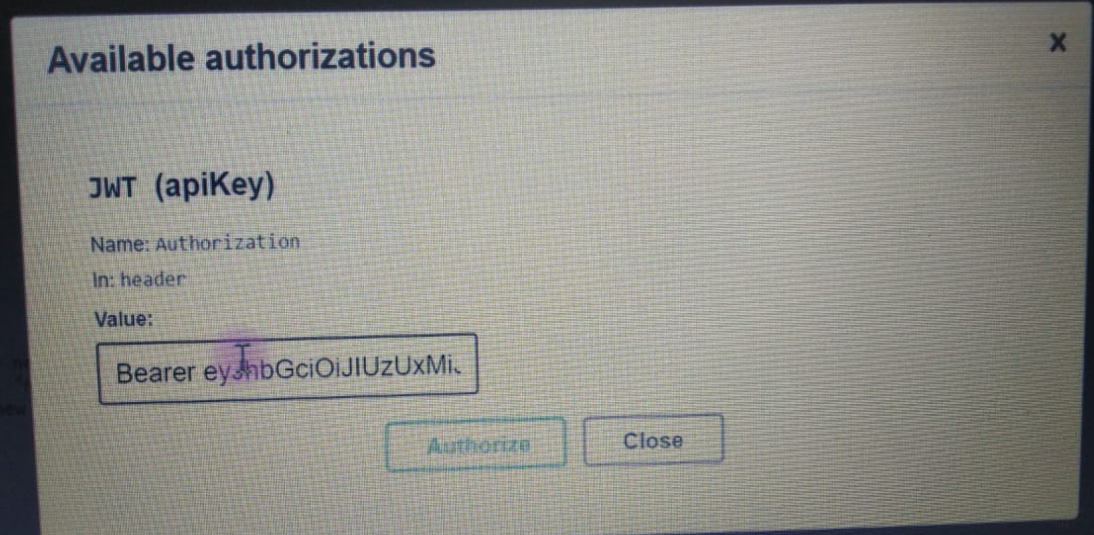 Available authorizations
x
JWT (apiKey)
Name: Authorization
In: header
Value:
Bearer
Authorize
Close